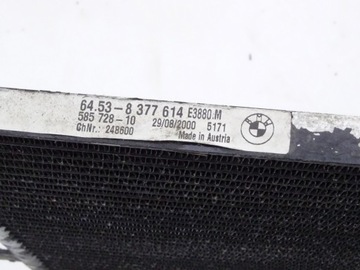 64.53-8 377 614 E3880.M
585 728-10 29/08/2000 5171
ChNr.: 248600 Made in Austria
BMW